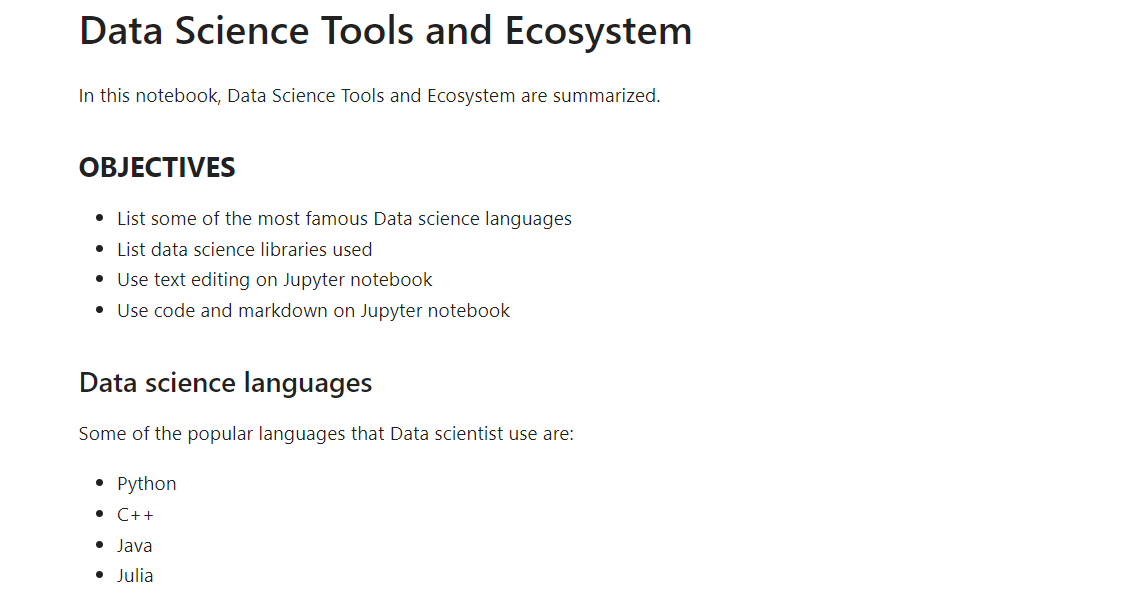 Data Science Tools and Ecosystem
In this notebook, Data Science Tools and Ecosystem are summarized.
OBJECTIVES
List some of the most famous Data science languages
List data science libraries used
Use text editing on Jupyter notebook
Use code and markdown on Jupyter notebook
Data science languages
Some of the popular languages that Data scientist use are:
Python
C++
Java
Julia